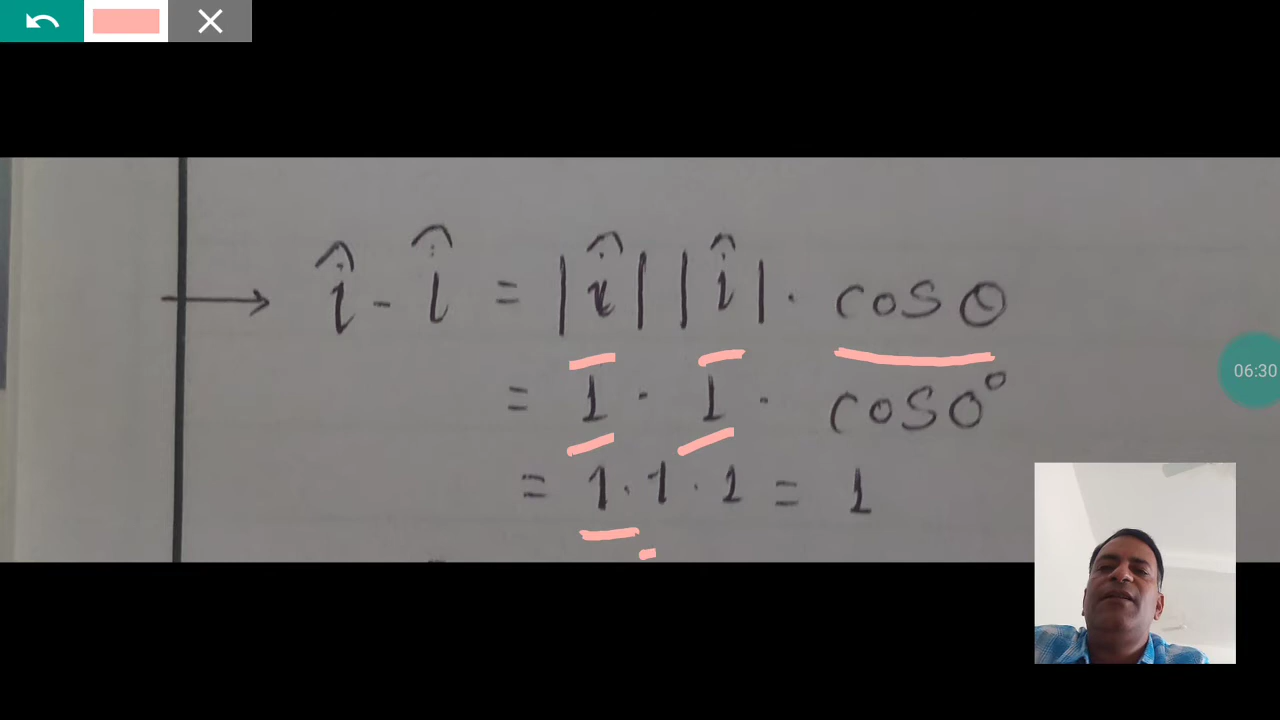 → î - î = |î| |î| . cos θ
= 1 . 1 . cos 0°
= 1 . 1 . 1 = 1
06:30